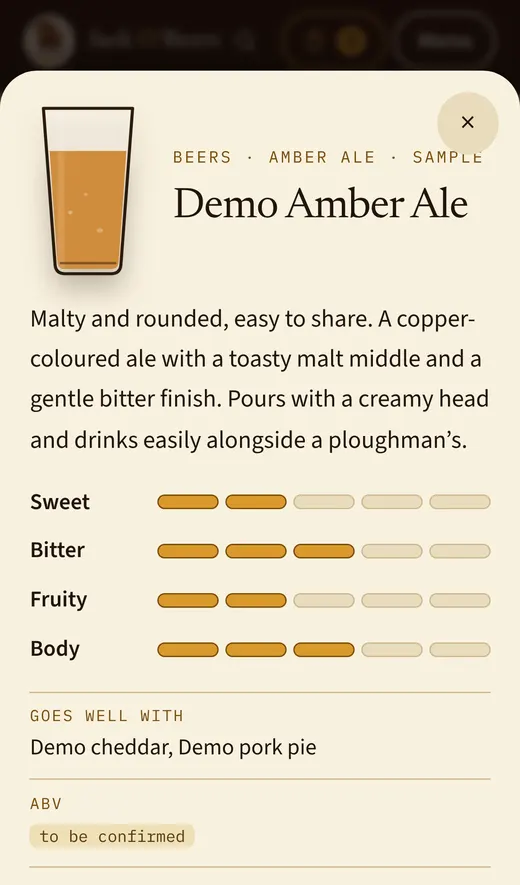 ×
BEERS · AMBER ALE · SAMPLE
Demo Amber Ale
Malty and rounded, easy to share. A copper-
coloured ale with a toasty malt middle and a
gentle bitter finish. Pours with a creamy head
and drinks easily alongside a ploughman’s.
Sweet
Bitter
Fruity
Body
GOES WELL WITH
Demo cheddar, Demo pork pie
ABV
to be confirmed